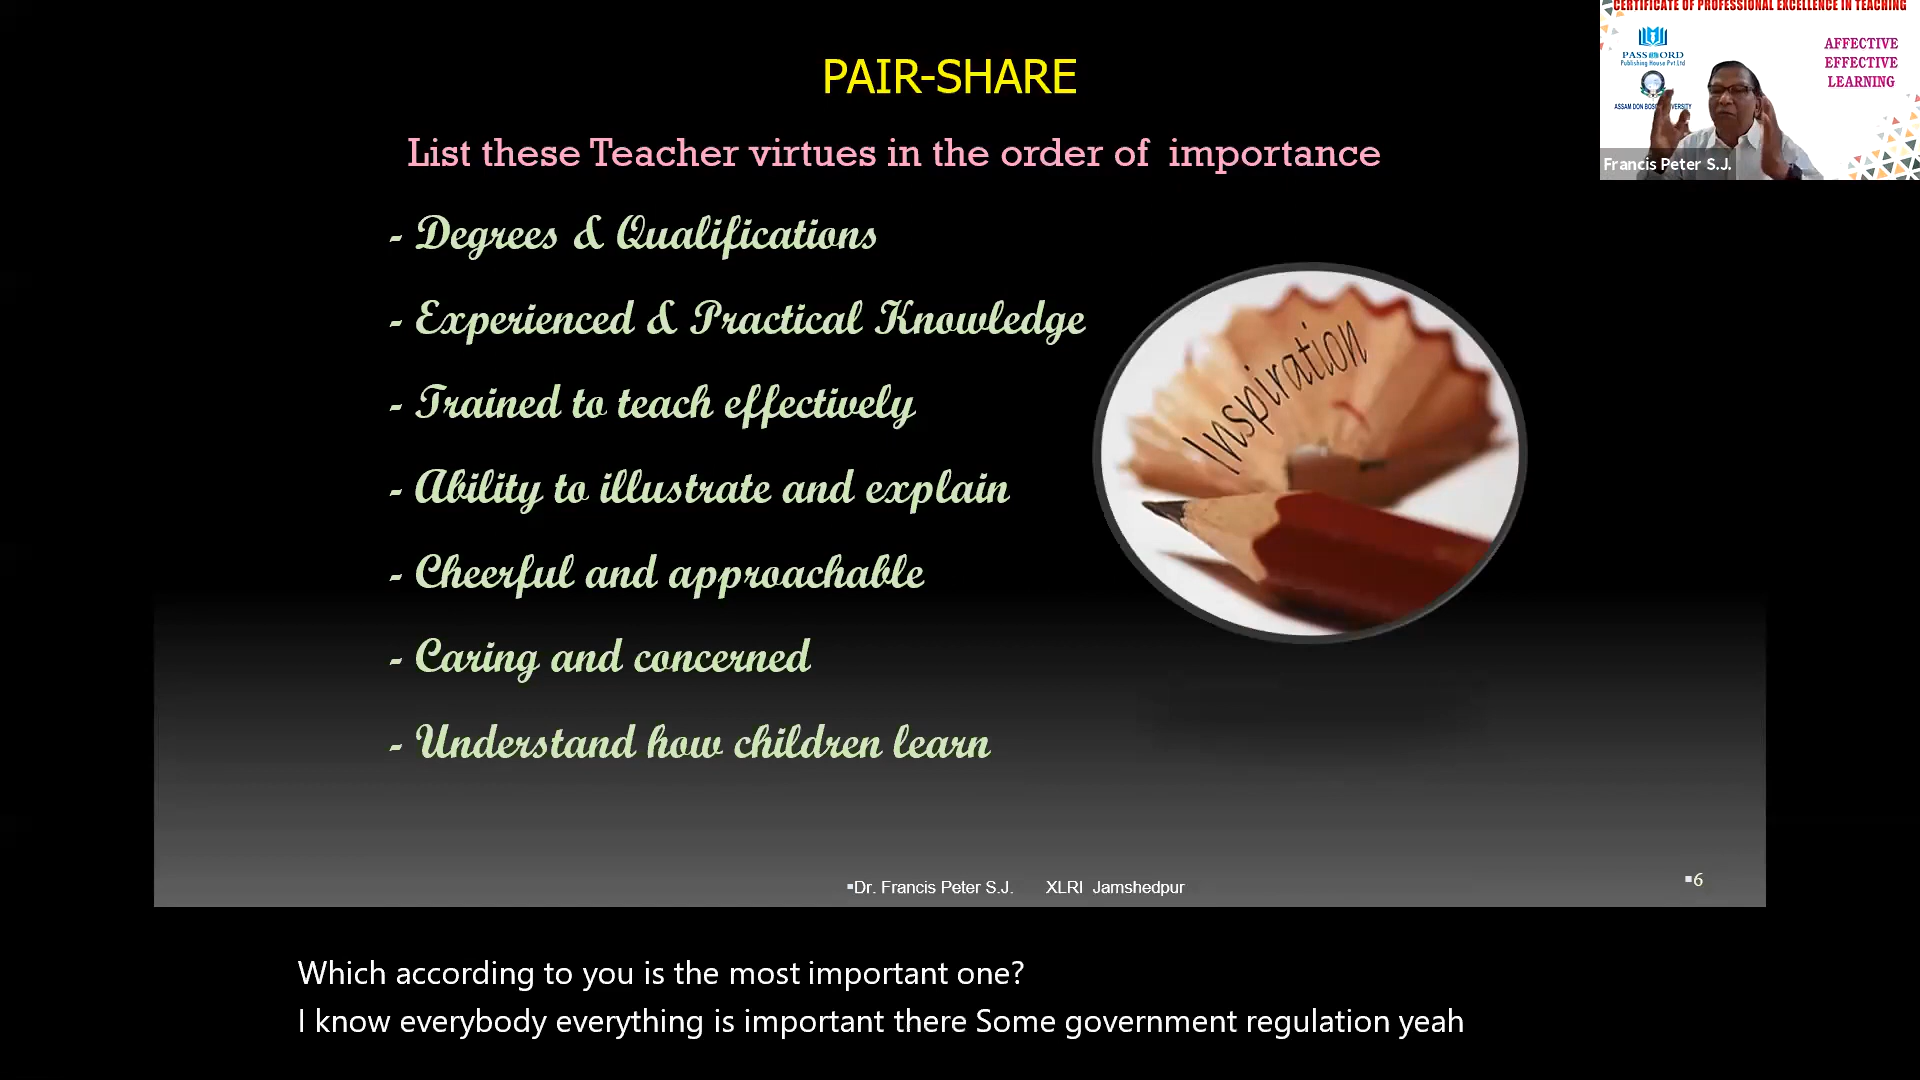 PAIR-SHARE
List these Teacher virtues in the order of importance
- Degrees & Qualifications
- Experienced & Practical Knowledge
- Trained to teach effectively
- Ability to illustrate and explain
- Cheerful and approachable
- Caring and concerned
- Understand how children learn
Inspiration
▪Dr. Francis Peter S.J. XLRI Jamshedpur
▪6
CERTIFICATE OF PROFESSIONAL EXCELLENCE IN TEACHING
PASSWORD
Publishing House Pvt Ltd
AFFECTIVE
EFFECTIVE
LEARNING
ASSAM DON BOSCO
Francis Peter S.J.
Which according to you is the most important one?
I know everybody everything is important there Some government regulation yeah